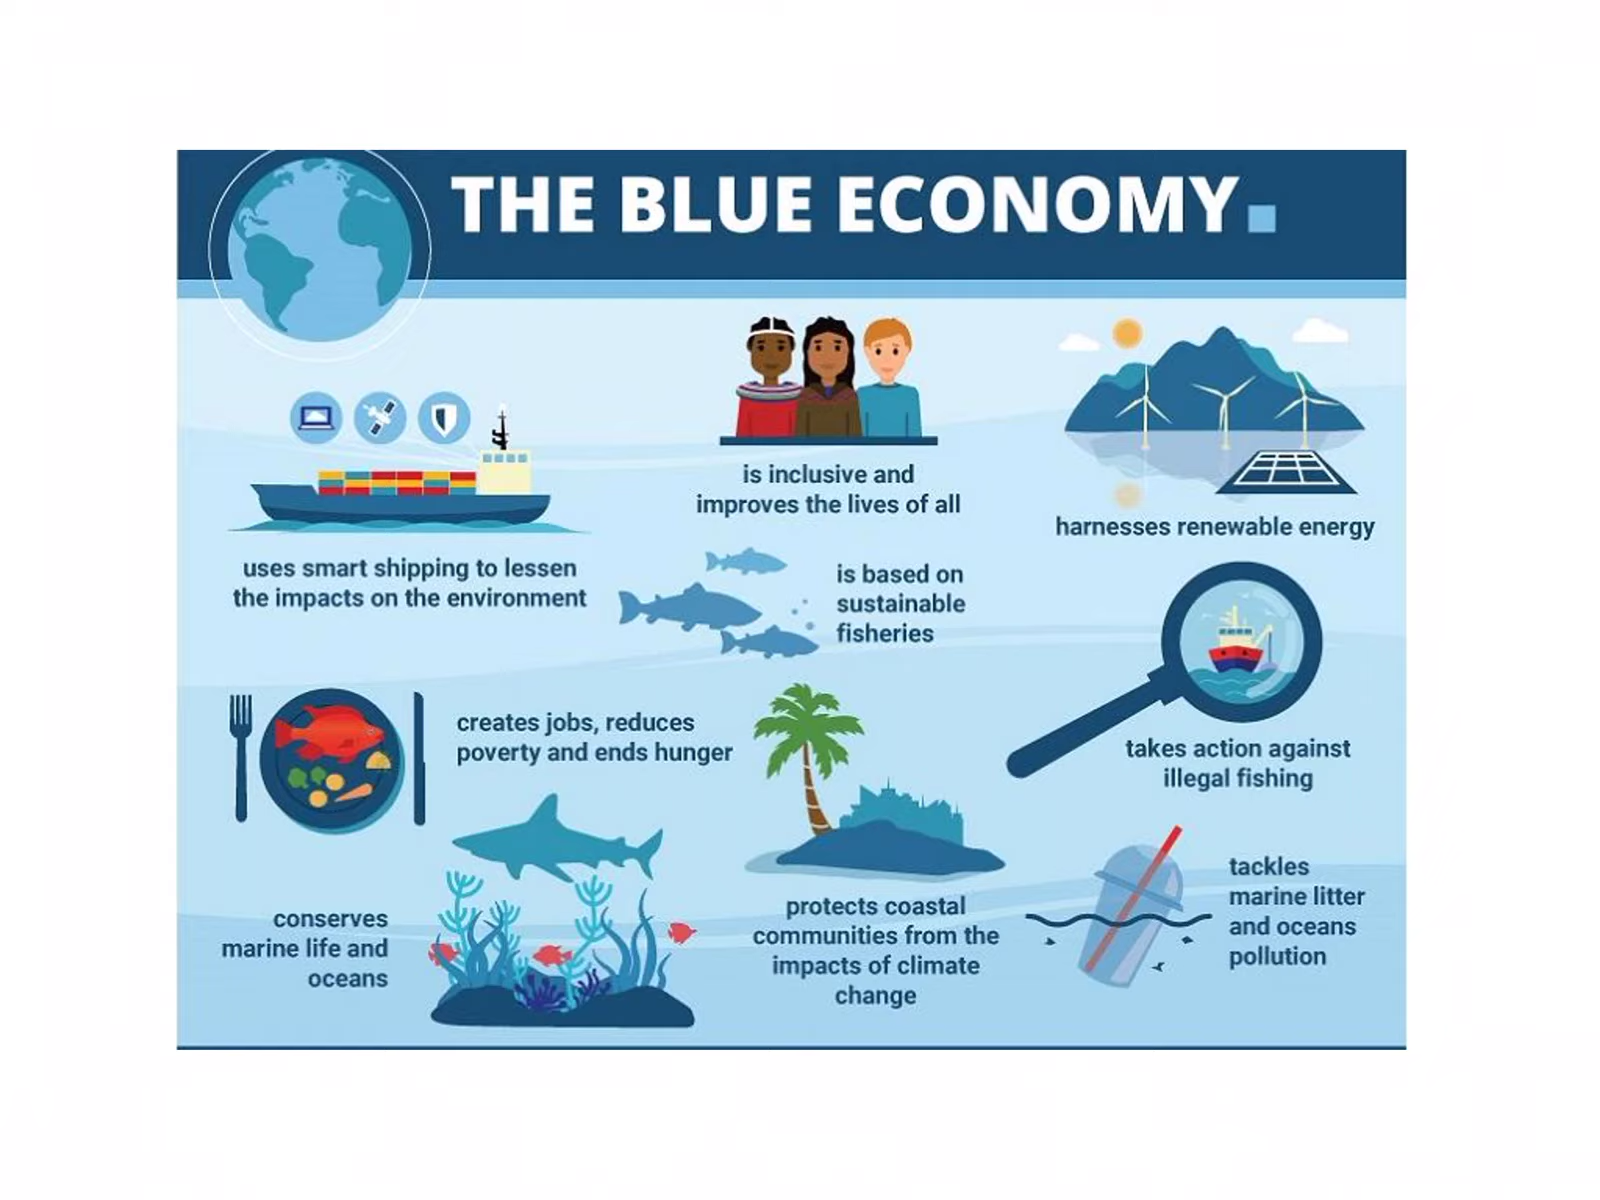 THE BLUE ECONOMY.
is inclusive and
improves the lives of all
harnesses renewable energy
uses smart shipping to lessen
the impacts on the environment
is based on
sustainable
fisheries
creates jobs, reduces
poverty and ends hunger
takes action against
illegal fishing
conserves
marine life and
oceans
protects coastal
communities from the
impacts of climate
change
tackles
marine litter
and oceans
pollution